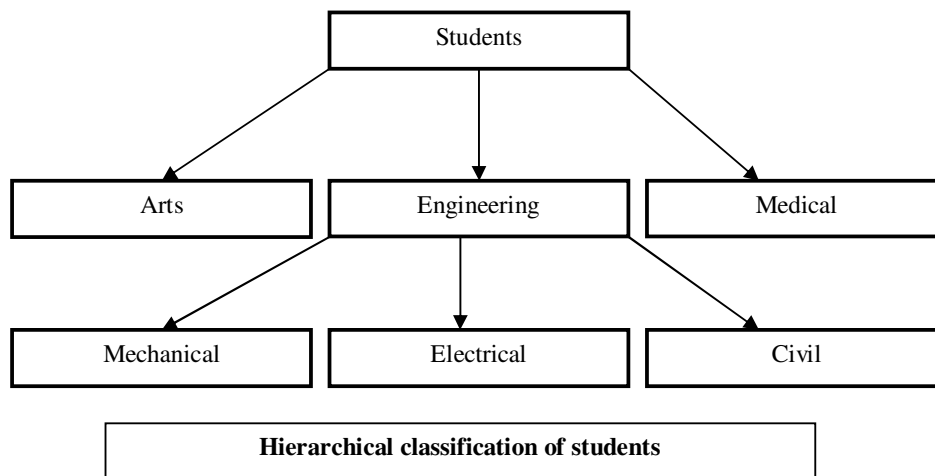 Students
Arts
Engineering
Medical
Mechanical
Electrical
Civil
Hierarchical classification of students